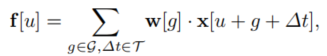 f[u] = ∑ w[g] · x[u + g + Δt],
g∈𝒢,Δt∈𝒯